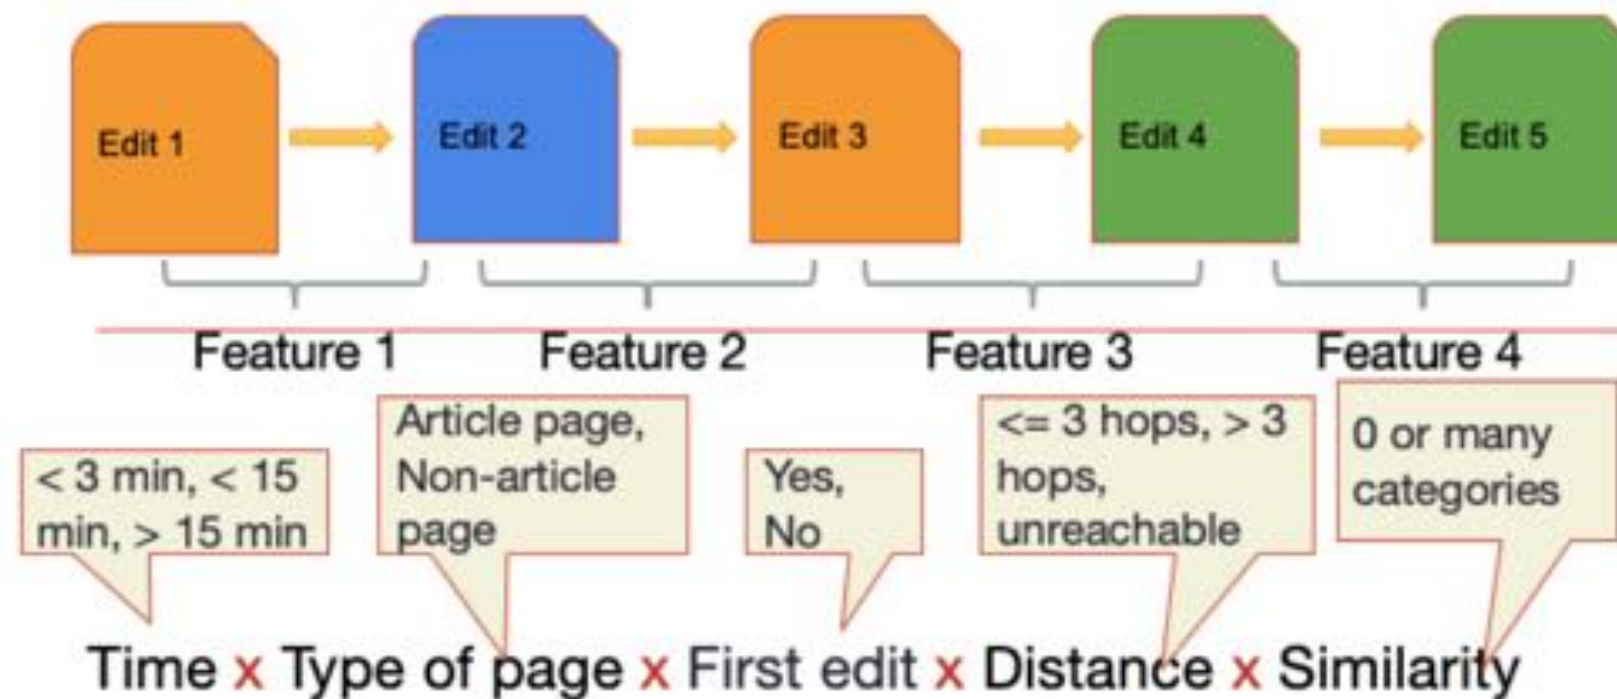 Edit 1
Edit 2
Edit 3
Edit 4
Edit 5
Feature 1
Feature 2
Feature 3
Feature 4
< 3 min, < 15
min, > 15 min
Article page,
Non-article
page
Yes,
No
<= 3 hops, > 3
hops,
unreachable
0 or many
categories
Time x Type of page x First edit x Distance x Similarity